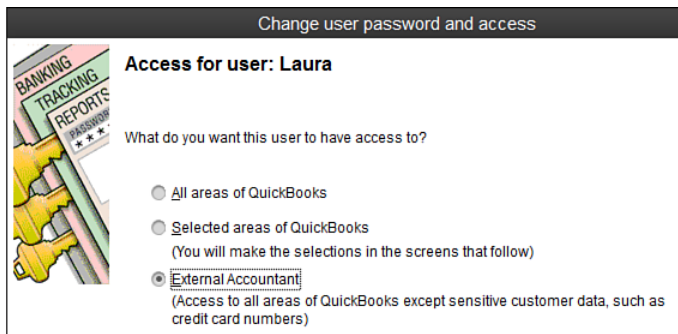 Change user password and access
BANKING
TRACKING
REPORTS
PASSWORD
Access for user: Laura
What do you want this user to have access to?
All areas of QuickBooks
Selected areas of QuickBooks
(You will make the selections in the screens that follow)
External Accountant
(Access to all areas of QuickBooks except sensitive customer data, such as
credit card numbers)